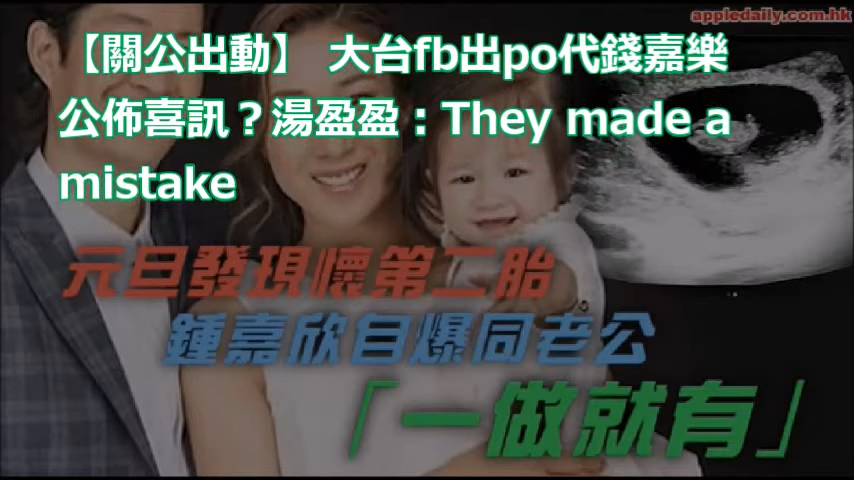 appledaily.com.hk
【關公出動】 大台fb出po代錢嘉樂
公佈喜訊？湯盈盈：They made a
mistake
元旦發現懷第二胎
鍾嘉欣自爆同老公
「一做就有」